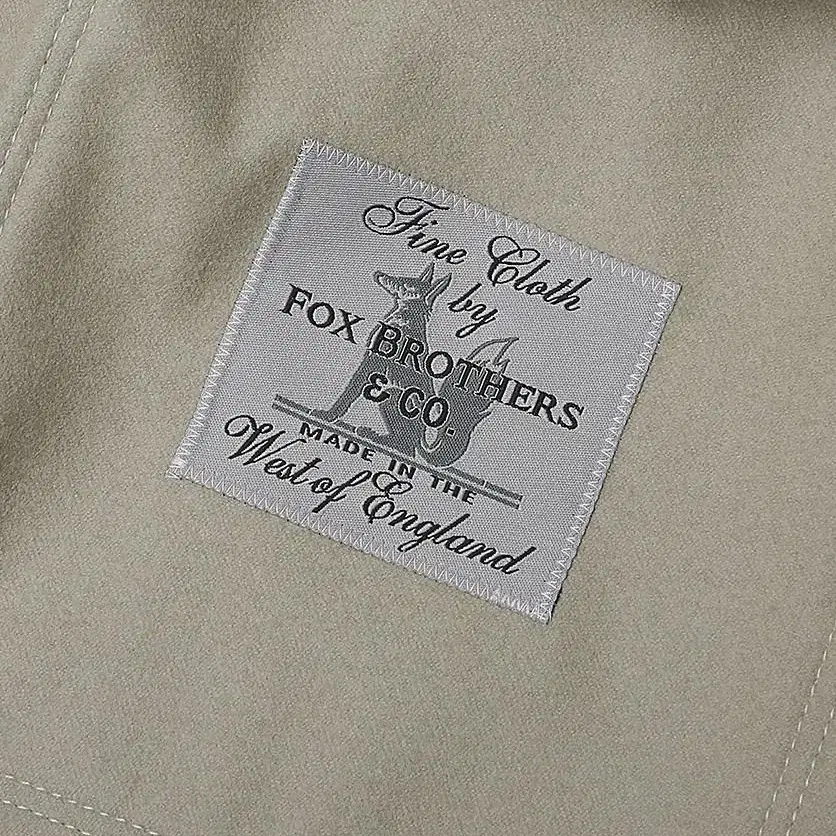 Fine Cloth
by
FOX BROTHERS
& CO.
MADE IN THE
West of England